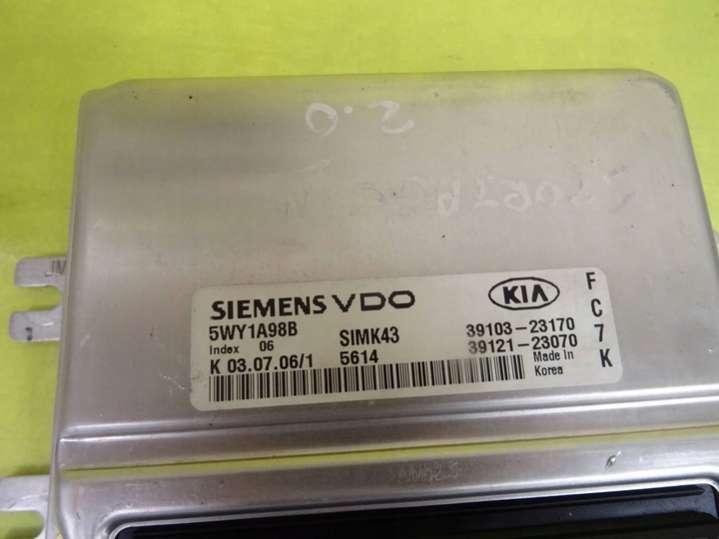 2.0
SIEMENS VDO KIA
5WY1A98B SIMK43 39103-23170
Index 06 39121-23070
K 03.07.06/1 5614 Made In
Korea
F
C
7
K